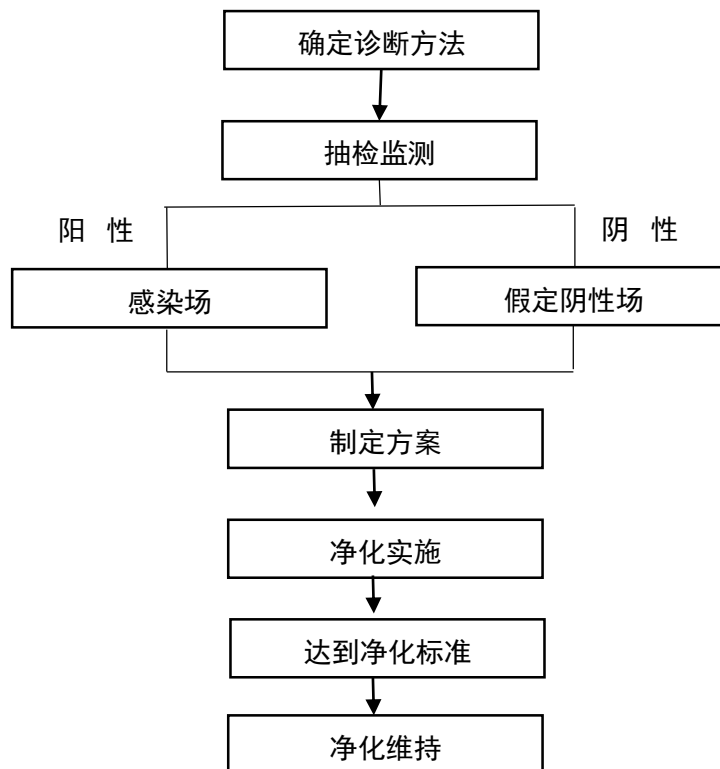 确定诊断方法
抽检监测
阳 性
阴 性
感染场
假定阴性场
制定方案
净化实施
达到净化标准
净化维持